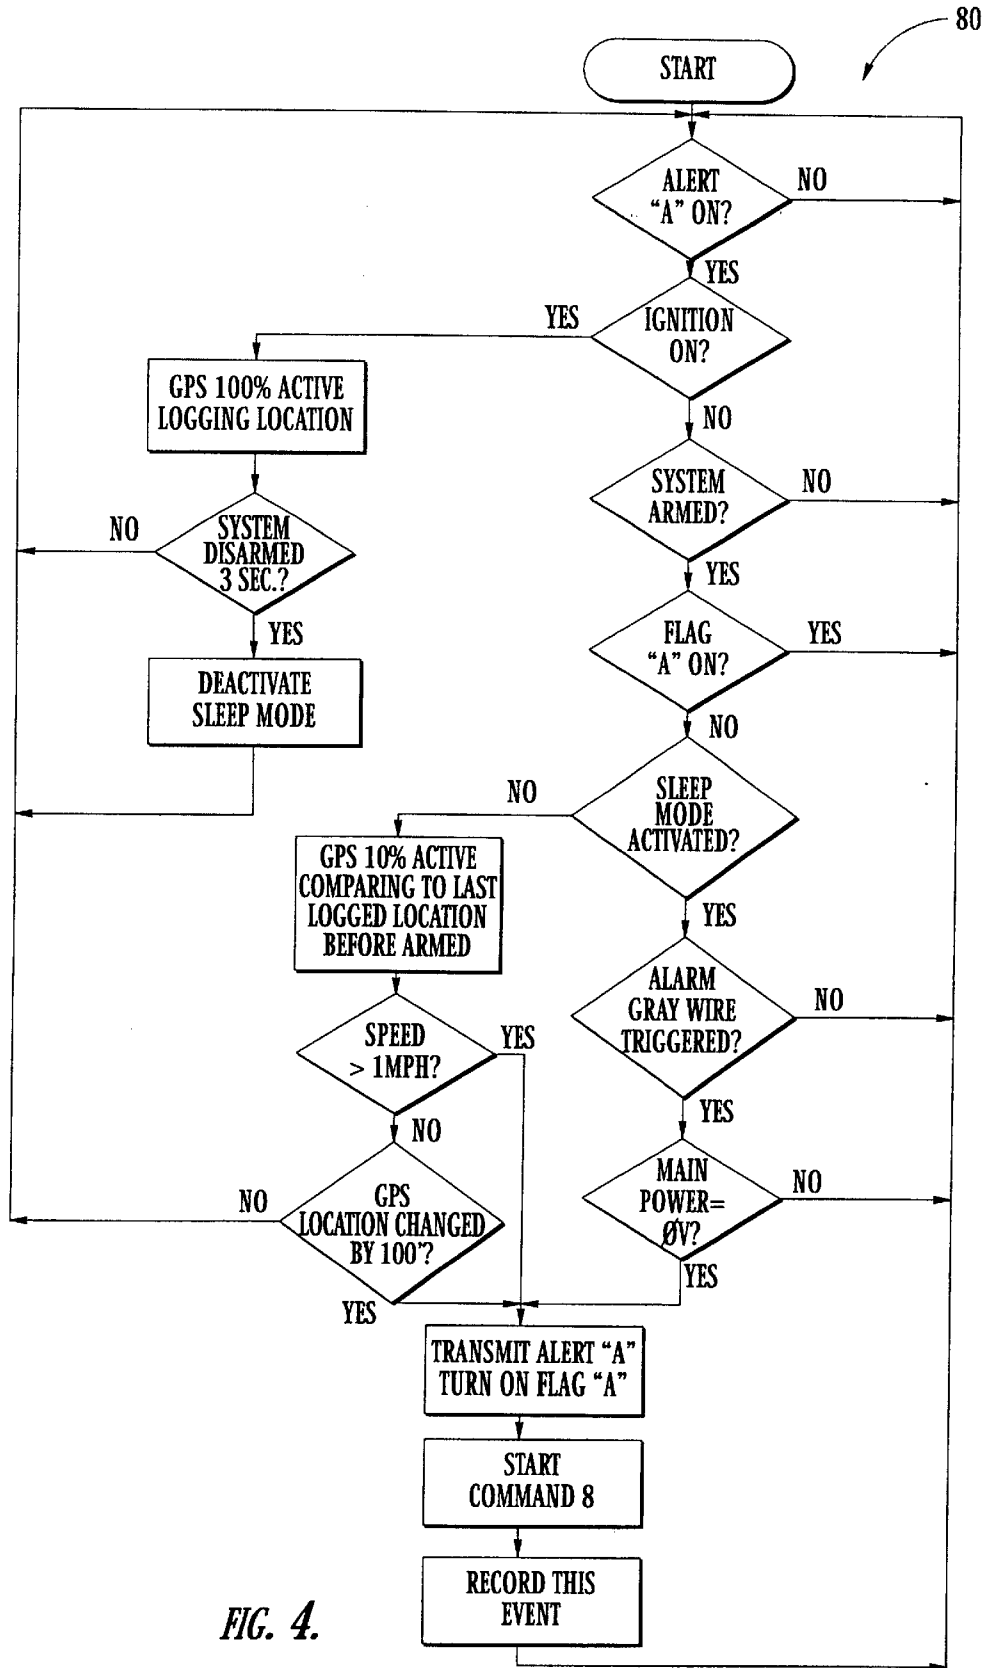 80
START
ALERT
“A” ON?
NO
YES
IGNITION
ON?
YES
NO
GPS 100% ACTIVE
LOGGING LOCATION
SYSTEM
ARMED?
NO
YES
SYSTEM
DISARMED
3 SEC.?
NO
YES
FLAG
“A” ON?
YES
NO
DEACTIVATE
SLEEP MODE
SLEEP
MODE
ACTIVATED?
NO
YES
GPS 10% ACTIVE
COMPARING TO LAST
LOGGED LOCATION
BEFORE ARMED
ALARM
GRAY WIRE
TRIGGERED?
NO
YES
SPEED
> 1MPH?
YES
NO
MAIN
POWER=
ØV?
NO
YES
GPS
LOCATION CHANGED
BY 100'?
NO
YES
TRANSMIT ALERT “A”
TURN ON FLAG “A”
START
COMMAND 8
RECORD THIS
EVENT
FIG. 4.